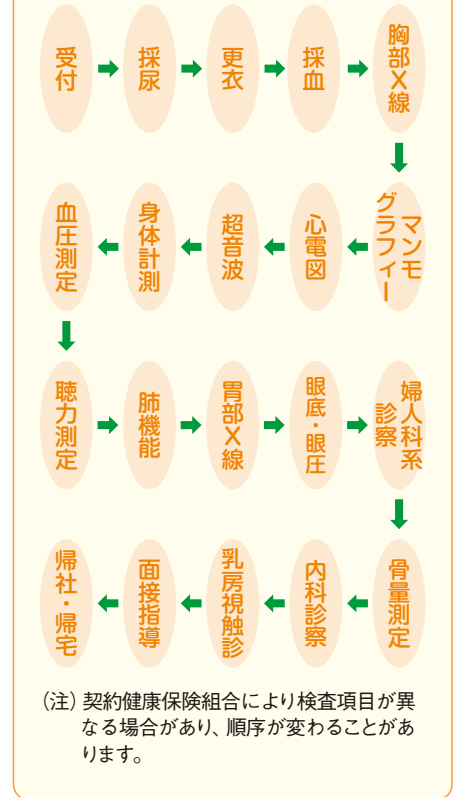 受付
採尿
更衣
採血
胸部X線
マンモ
グラフィー
心電図
超音波
身体計測
血圧測定
聴力測定
肺機能
胃部X線
眼底・眼圧
婦人科系
診察
骨量測定
内科診察
乳房視触診
面接指導
帰社・帰宅
(注) 契約健康保険組合により検査項目が異
なる場合があり、順序が変わることがあ
ります。